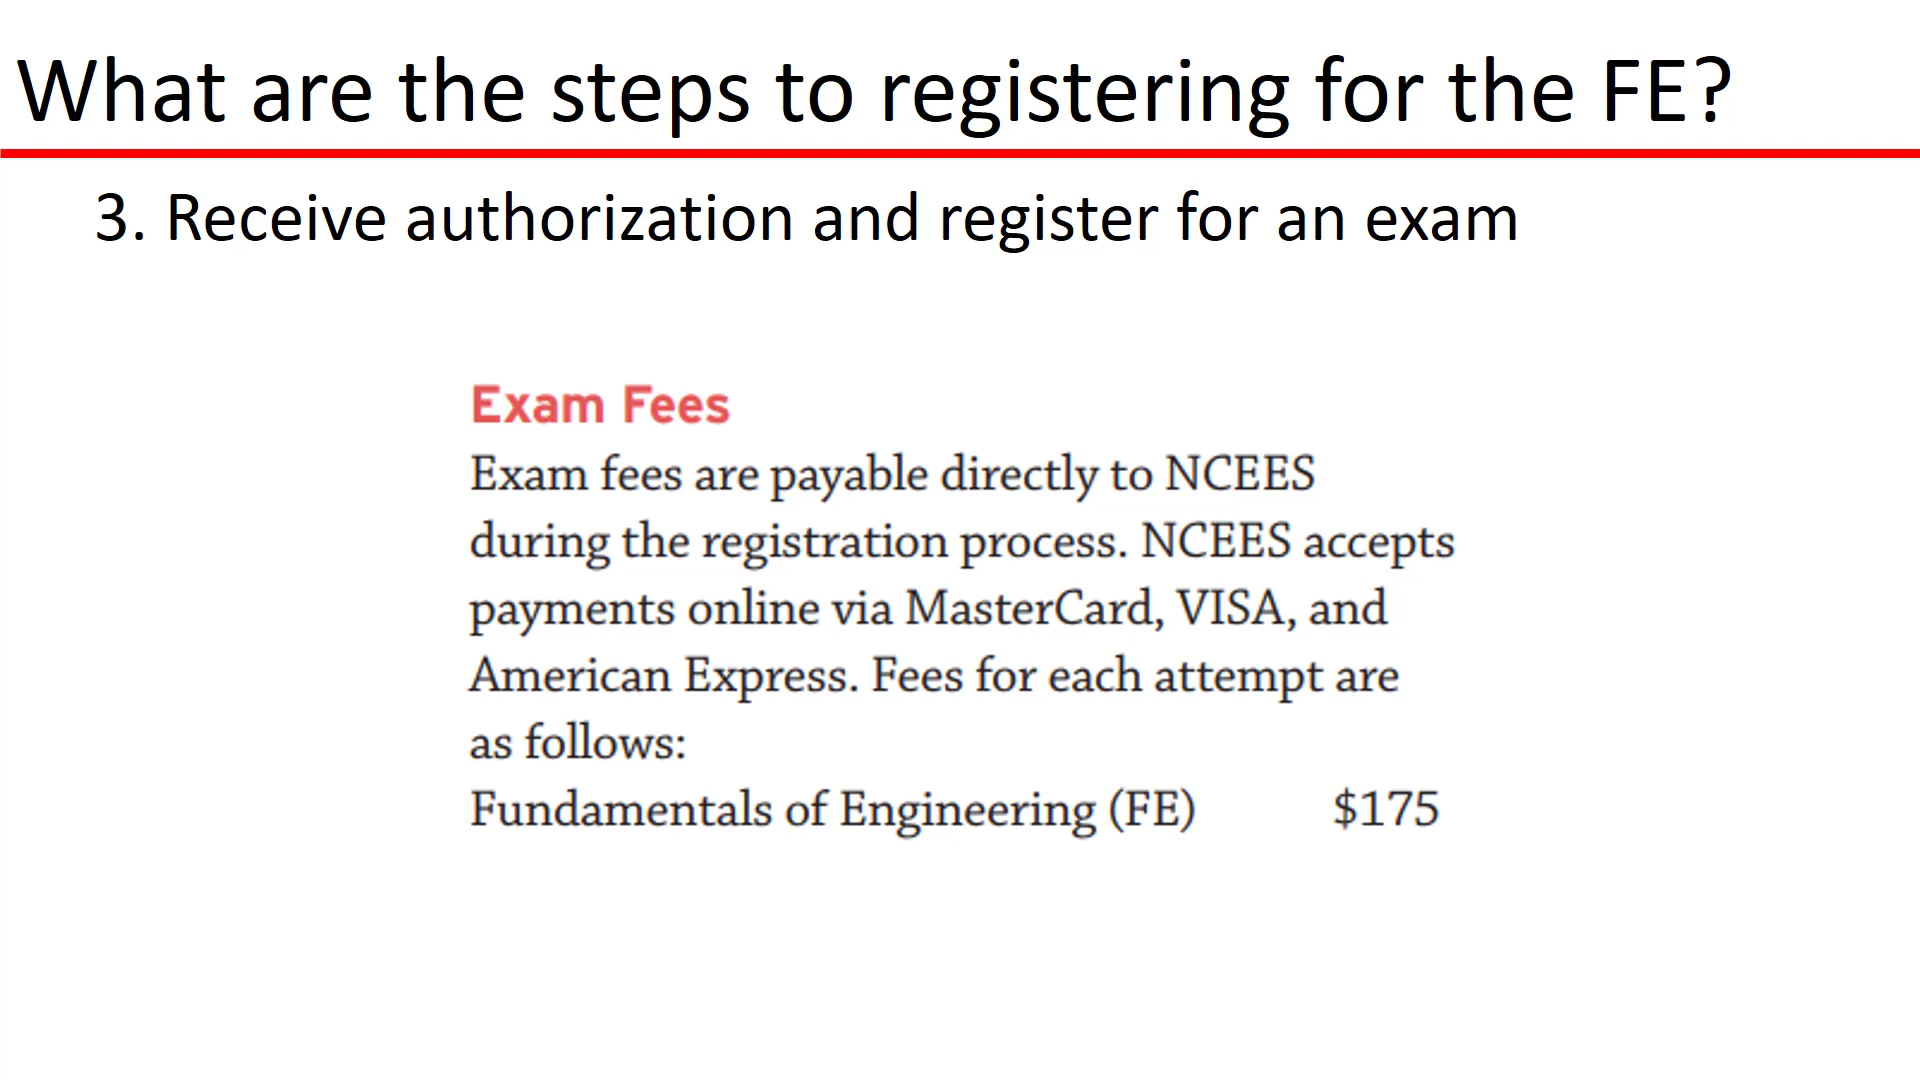 What are the steps to registering for the FE?
3. Receive authorization and register for an exam
Exam Fees
Exam fees are payable directly to NCEES
during the registration process. NCEES accepts
payments online via MasterCard, VISA, and
American Express. Fees for each attempt are
as follows:
Fundamentals of Engineering (FE) $175